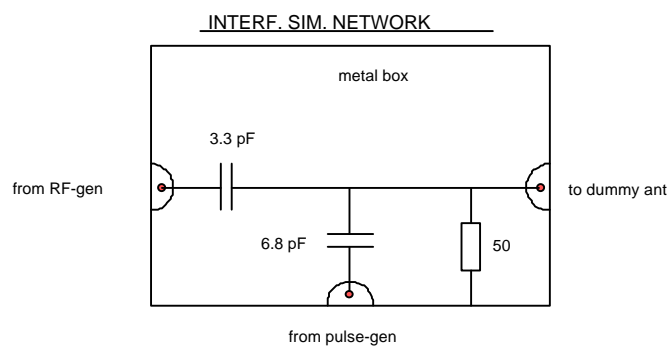 INTERF. SIM. NETWORK
metal box
3.3 pF
from RF-gen
to dummy ant
6.8 pF
50
from pulse-gen